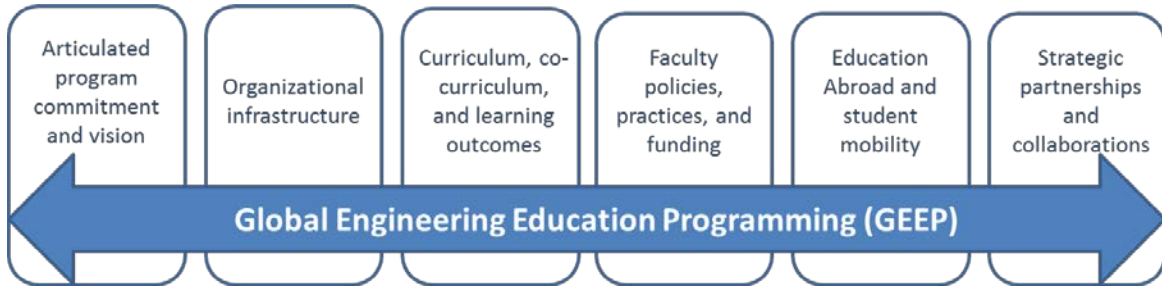 Articulated
program
commitment
and vision
Organizational
infrastructure
Curriculum, co-
curriculum,
and learning
outcomes
Faculty
policies,
practices, and
funding
Education
Abroad and
student
mobility
Strategic
partnerships
and
collaborations
Global Engineering Education Programming (GEEP)